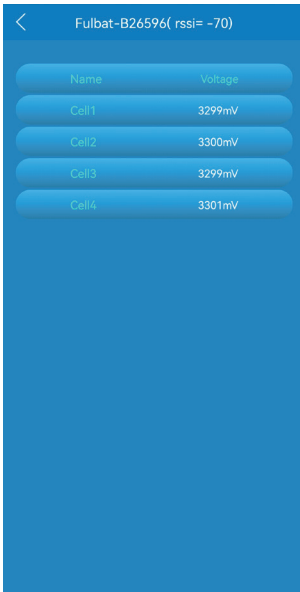 Fulbat-B26596( rssi= -70)
Name Voltage
Cell1 3299mV
Cell2 3300mV
Cell3 3299mV
Cell4 3301mV